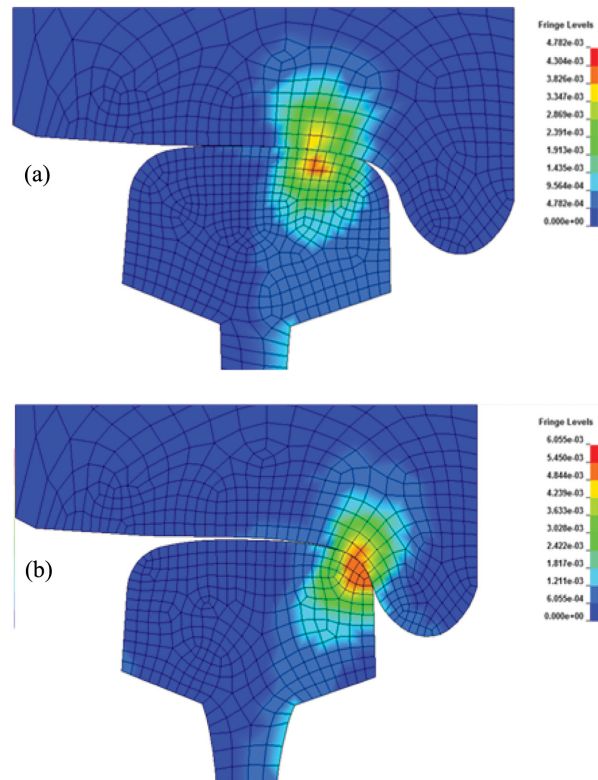 Fringe Levels
4.782e-03
4.304e-03
3.826e-03
3.347e-03
2.869e-03
2.391e-03
1.913e-03
1.435e-03
9.564e-04
4.782e-04
0.000e+00
(a)
Fringe Levels
6.055e-03
5.450e-03
4.844e-03
4.239e-03
3.633e-03
3.028e-03
2.422e-03
1.817e-03
1.211e-03
6.055e-04
0.000e+00
(b)